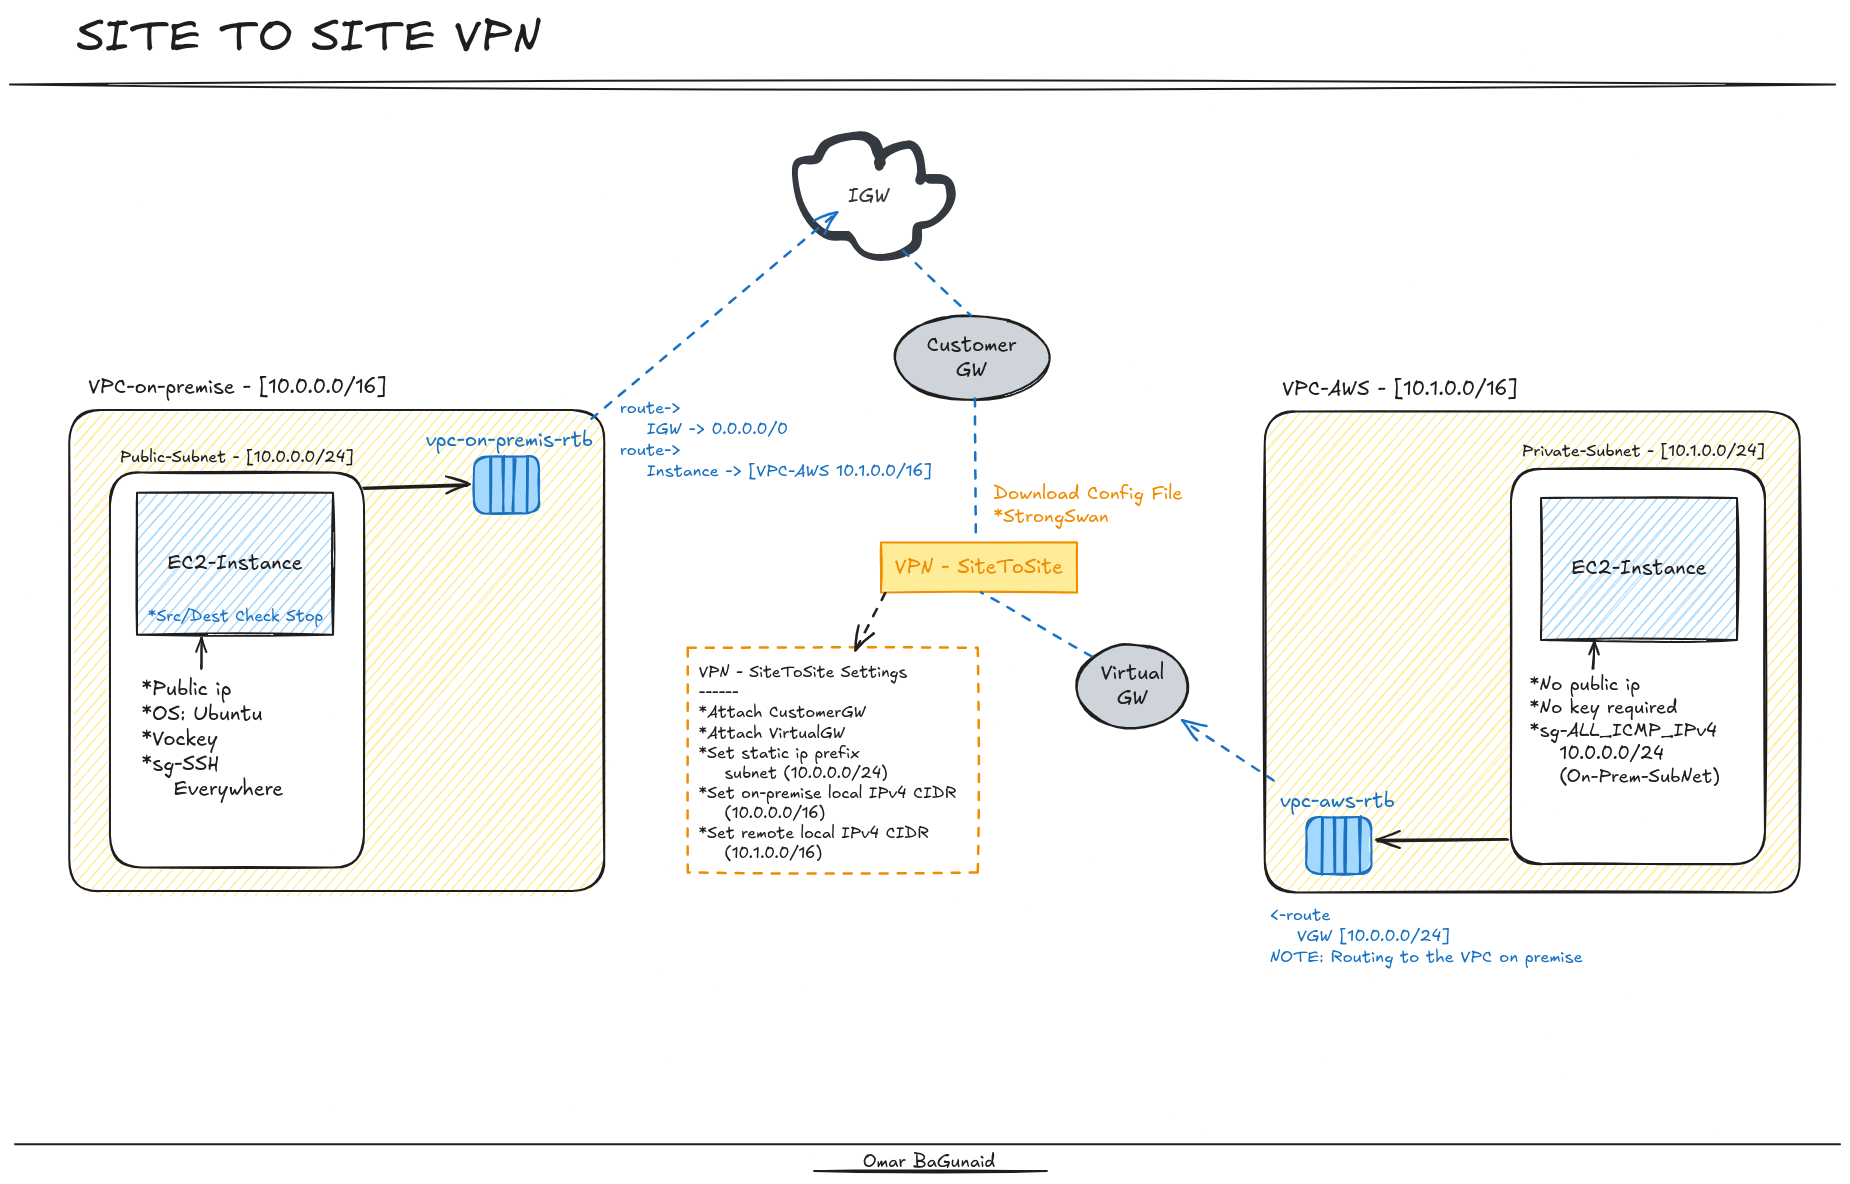 SITE TO SITE VPN
IGW
Customer
GW
VPC-on-premise - [10.0.0.0/16]
vpc-on-premis-rtb
Public-Subnet - [10.0.0.0/24]
EC2-Instance
*Src/Dest Check Stop
*Public ip
*OS: Ubuntu
*Vockey
*sg-SSH
Everywhere
route->
IGW -> 0.0.0.0/0
route->
Instance -> [VPC-AWS 10.1.0.0/16]
Download Config File
*StrongSwan
VPN - SiteToSite
VPN - SiteToSite Settings
------
*Attach CustomerGW
*Attach VirtualGW
*Set static ip prefix
subnet (10.0.0.0/24)
*Set on-premise local IPv4 CIDR
(10.0.0.0/16)
*Set remote local IPv4 CIDR
(10.1.0.0/16)
Virtual
GW
VPC-AWS - [10.1.0.0/16]
Private-Subnet - [10.1.0.0/24]
EC2-Instance
*No public ip
*No key required
*sg-ALL_ICMP_IPv4
10.0.0.0/24
(On-Prem-SubNet)
vpc-aws-rtb
<-route
VGW [10.0.0.0/24]
NOTE: Routing to the VPC on premise
Omar BaGunaid